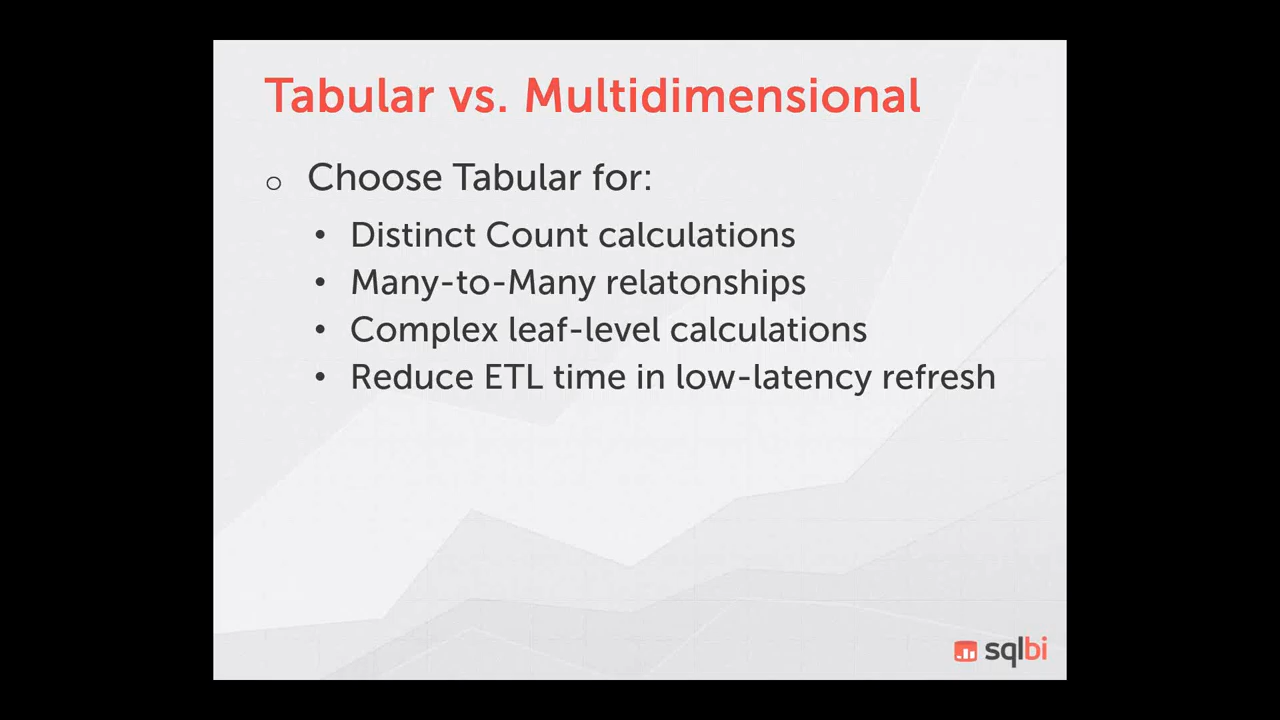 Tabular vs. Multidimensional
○ Choose Tabular for:
• Distinct Count calculations
• Many-to-Many relatonships
• Complex leaf-level calculations
• Reduce ETL time in low-latency refresh
sqlbi